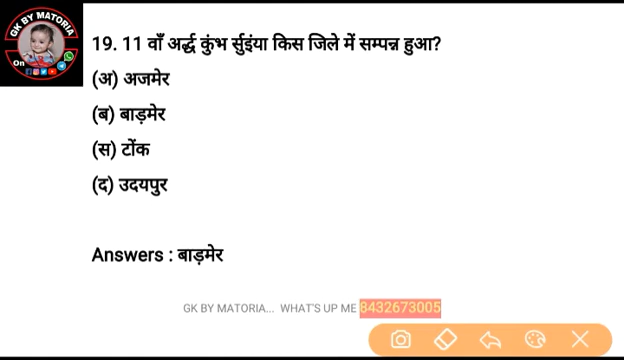 GK BY MATORIA
On
19. 11 वाँ अर्द्ध कुंभ र्सुइंया किस जिले में सम्पन्न हुआ?
(अ) अजमेर
(ब) बाड़मेर
(स) टोंक
(द) उदयपुर
Answers : बाड़मेर
GK BY MATORIA... WHAT'S UP ME 8432673005